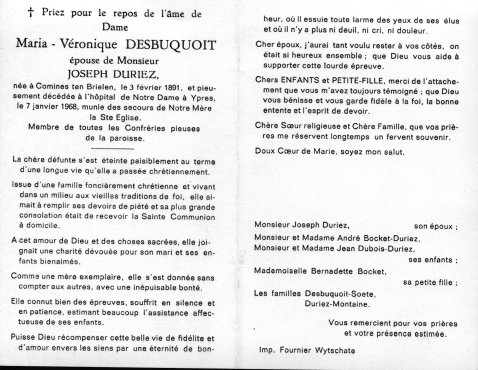 † Priez pour le repos de l'âme de
Dame
Maria - Véronique DESBUQUOIT
épouse de Monsieur
JOSEPH DURIEZ,
née à Comines ten Brielen, le 3 février 1891, et pieu-
sement décédée à l'hôpital de Notre Dame à Ypres,
le 7 janvier 1968, munie des secours de Notre Mère
la Ste Eglise.
Membre de toutes les Confréries pieuses
de la paroisse.
La chère défunte s'est éteinte paisiblement au terme
d'une longue vie qu'elle a passée chrétiennement.
Issue d'une famille foncièrement chrétienne et vivant
dans un milieu aux vieilles traditions de foi, elle ai-
mait à remplir ses devoirs de piété et sa plus grande
consolation était de recevoir la Sainte Communion
à domicile.
A cet amour de Dieu et des choses sacrées, elle joi-
gnait une charité dévouée pour son mari et ses en-
fants bienaimés.
Comme une mère exemplaire, elle s'est donnée sans
compter aux autres, avec une inépuisable bonté.
Elle connut bien des épreuves, souffrit en silence et
en patience, estimant beaucoup l'assistance affec-
tueuse de ses enfants.
Puisse Dieu récompenser cette belle vie de fidélite et
d'amour envers les siens par une éternité de bon-
heur, où il essuie toute larme des yeux de ses élus
et où il n'y a plus ni deuil, ni cri, ni douleur.
Cher époux, j'aurai tant voulu rester à vos côtés, on
était si heureux ensemble ; que Dieu vous aide à
supporter cette lourde épreuve.
Chers ENFANTS et PETITE-FILLE, merci de l'attache-
ment que vous m'avez toujours témoigné ; que Dieu
vous bénisse et vous garde fidèle à la foi, la bonne
entente et l'esprit de devoir.
Chère Sœur religieuse et Chère Famille, que vos priè-
res me réservent longtemps un fervent souvenir.
Doux Cœur de Marie, soyez mon salut.
Monsieur Joseph Duriez,
son époux ;
Monsieur et Madame André Bocket-Duriez,
Monsieur et Madame Jean Dubois-Duriez,
ses enfants ;
Mademoiselle Bernadette Bocket,
sa petite fille ;
Les familles Desbuquoit-Soete,
Duriez-Montaine.
Vous remercient pour vos prières
et votre présence estimée.
Imp. Fournier Wytschate